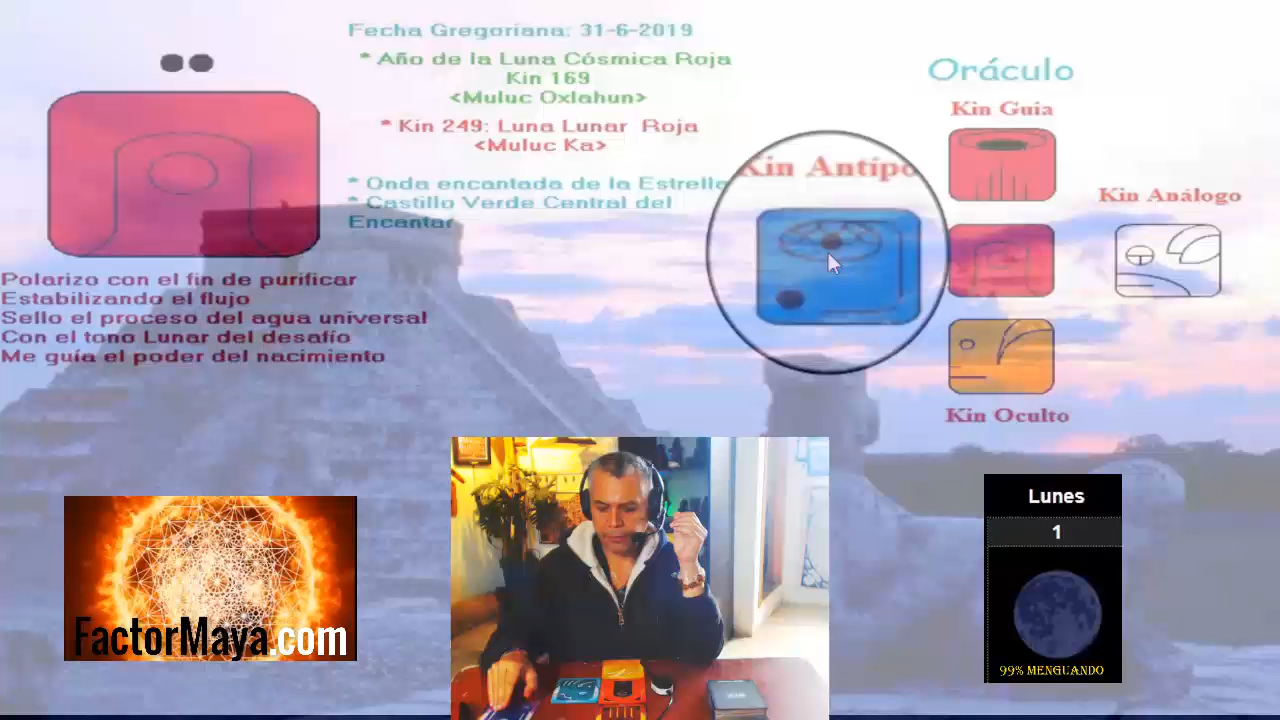 Fecha Gregoriana: 31-6-2019
* Año de la Luna Cósmica Roja
Kin 169
<Muluc Oxlahun>
* Kin 249: Luna Lunar Roja
<Muluc Ka>
* Onda encantada de la Estrella
* Castillo Verde Central del
Encantar
Polarizo con el fin de purificar
Estabilizando el flujo
Sello el proceso del agua universal
Con el tono Lunar del desafío
Me guía el poder del nacimiento
Oráculo
Kin Guia
Kin Antípo
Kin Análogo
Kin Oculto
FactorMaya.com
Lunes
1
99% MENGUANDO